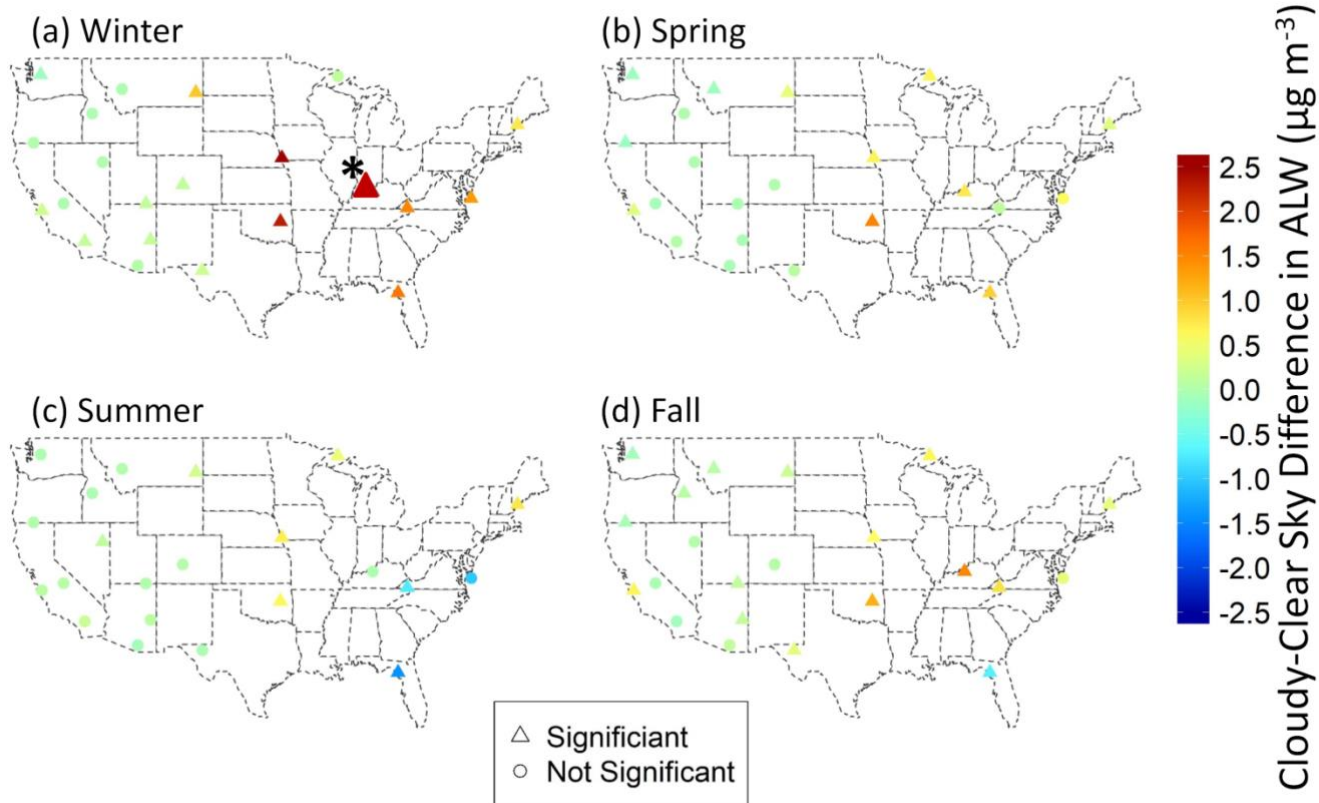 (a) Winter
(b) Spring
*
(c) Summer
(d) Fall
Significiant
Not Significant
2.5
2.0
1.5
1.0
0.5
0.0
-0.5
-1.0
-1.5
-2.0
-2.5
Cloudy-Clear Sky Difference in ALW (µg m⁻³)